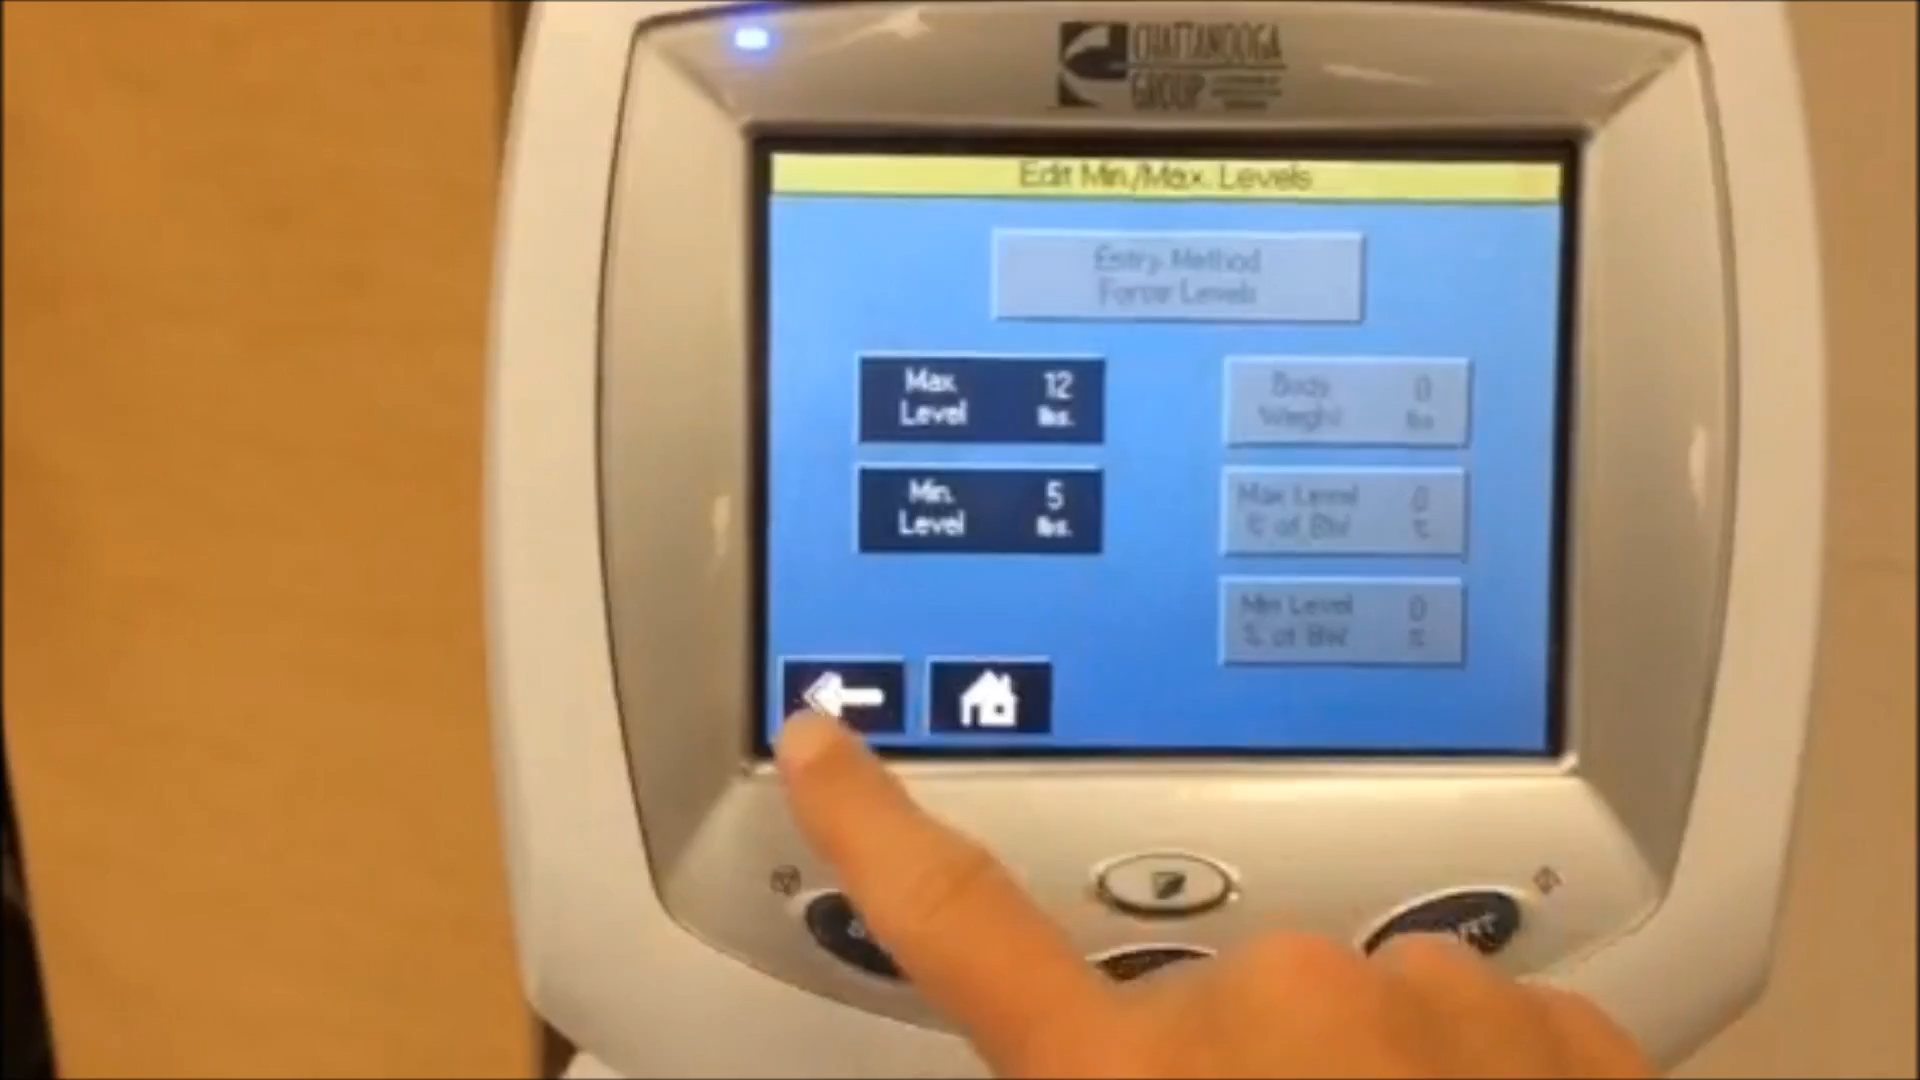 CHATTANOOGA
GROUP
Edit Min./Max. Levels
Entry Method
Force Levels
Max. 12
Level lbs.
Min. 5
Level lbs.
Body 0
Weight lbs
Max Level 0
% of BW %
Min Level 0
% of BW %